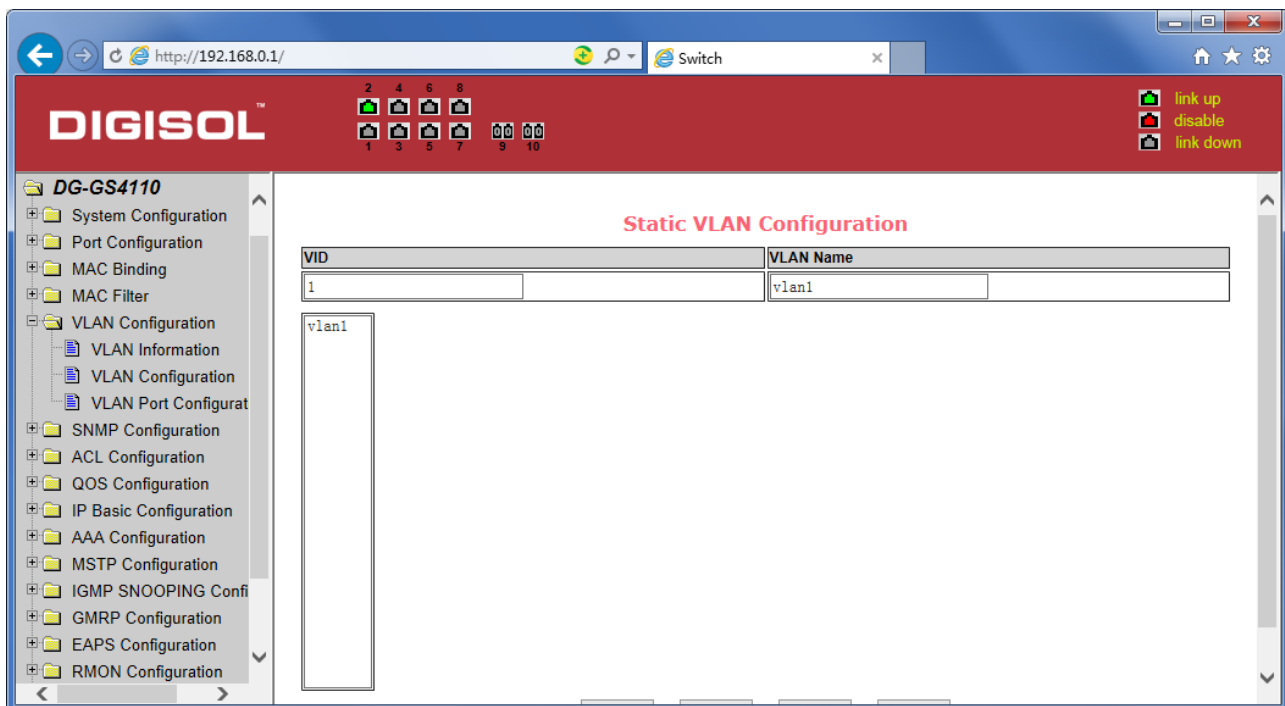 http://192.168.0.1/
Switch
DIGISOL™
2 4 6 8
1 3 5 7 9 10
link up
disable
link down
DG-GS4110
System Configuration
Port Configuration
MAC Binding
MAC Filter
VLAN Configuration
VLAN Information
VLAN Configuration
VLAN Port Configurat
SNMP Configuration
ACL Configuration
QOS Configuration
IP Basic Configuration
AAA Configuration
MSTP Configuration
IGMP SNOOPING Confi
GMRP Configuration
EAPS Configuration
RMON Configuration
Static VLAN Configuration
VID VLAN Name
1 vlan1
vlan1